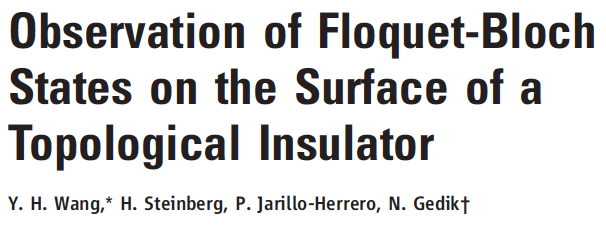 Observation of Floquet-Bloch
States on the Surface of a
Topological Insulator
Y. H. Wang,* H. Steinberg, P. Jarillo-Herrero, N. Gedik†